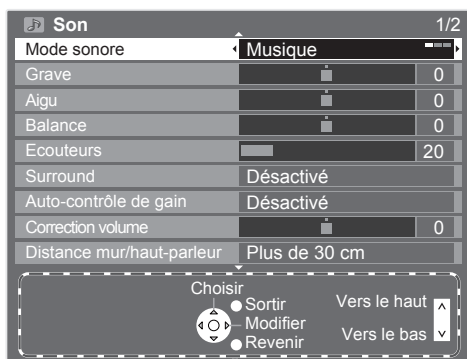 Son 1/2
Mode sonore Musique
Grave 0
Aigu 0
Balance 0
Ecouteurs 20
Surround Désactivé
Auto-contrôle de gain Désactivé
Correction volume 0
Distance mur/haut-parleur Plus de 30 cm
Choisir
Sortir Vers le haut
Modifier
Revenir Vers le bas